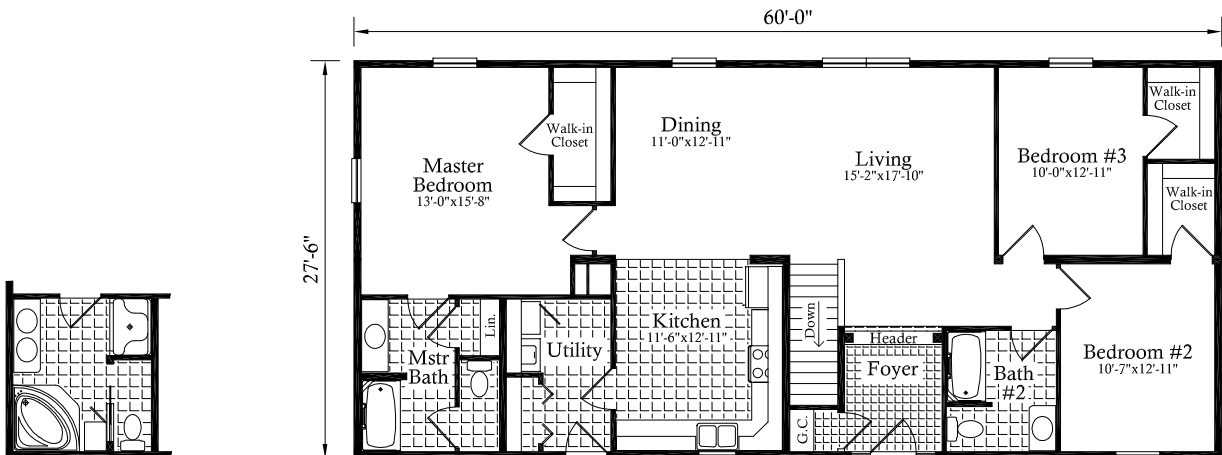 60'-0"
27'-6"
Master
Bedroom
13'-0"x15'-8"
Walk-in
Closet
Dining
11'-0"x12'-11"
Living
15'-2"x17'-10"
Bedroom #3
10'-0"x12'-11"
Walk-in
Closet
Walk-in
Closet
Mstr
Bath
Lin.
Utility
Kitchen
11'-6"x12'-11"
Down
Header
Foyer
G.C.
Bath
#2
Bedroom #2
10'-7"x12'-11"